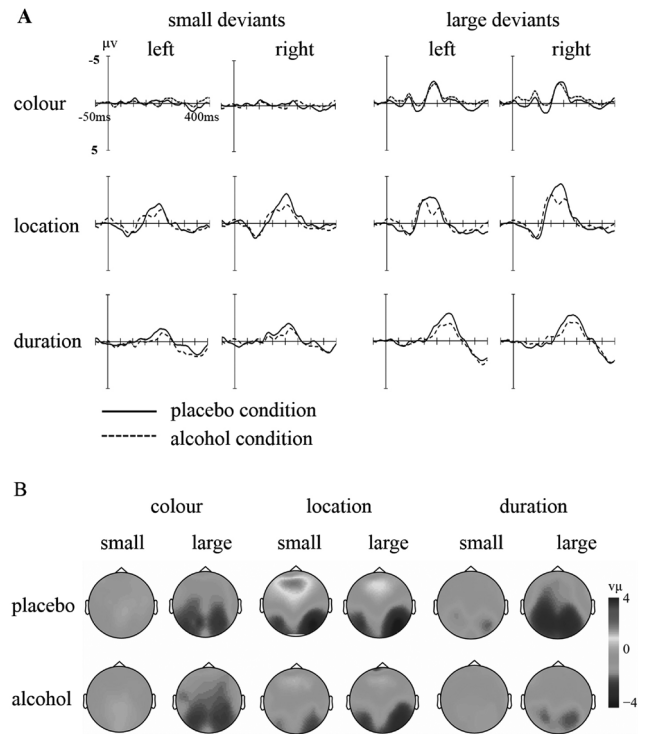 A
small deviants large deviants
left right left right
μv
-5
colour
-50ms 400ms
5
location
duration
placebo condition
alcohol condition
B
colour location duration
small large small large small large
vμ
placebo
4
0
alcohol
−4